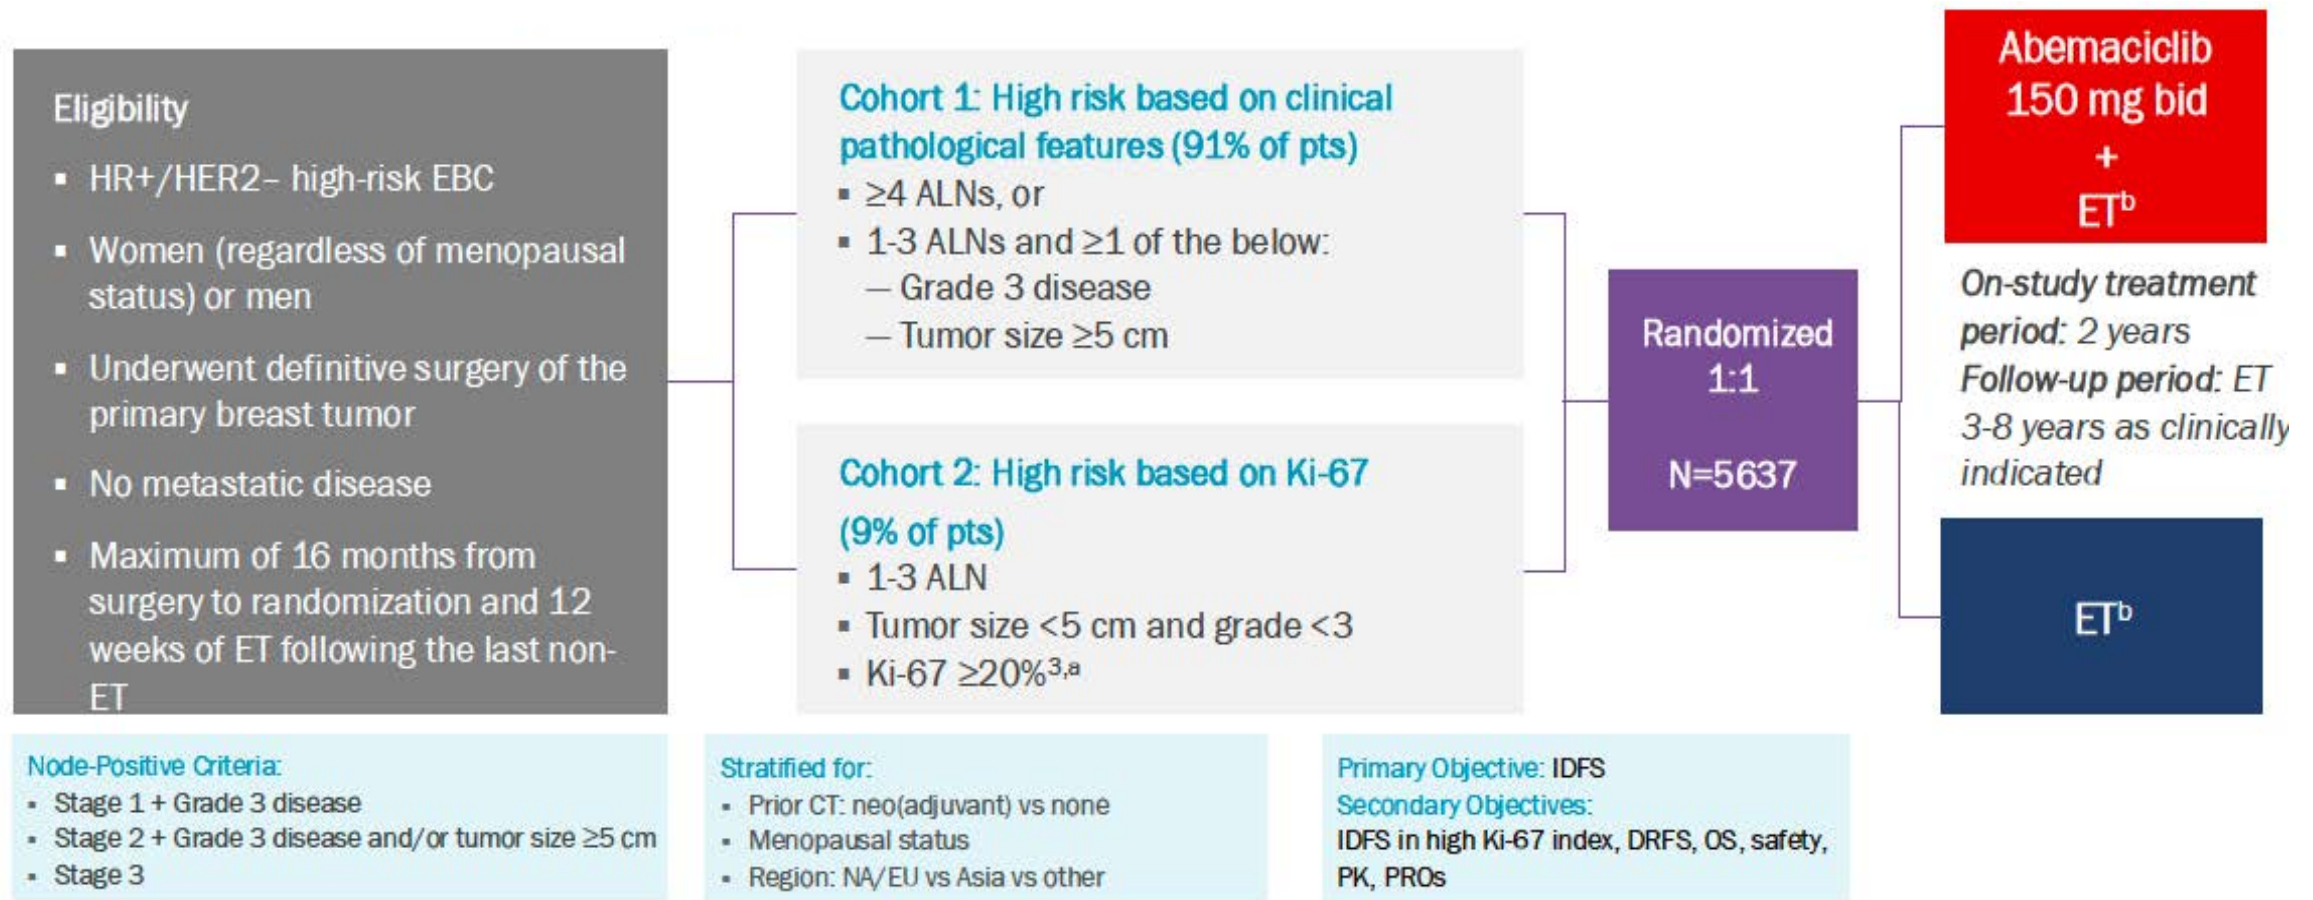 Eligibility
▪ HR+/HER2– high-risk EBC
▪ Women (regardless of menopausal
status) or men
▪ Underwent definitive surgery of the
primary breast tumor
▪ No metastatic disease
▪ Maximum of 16 months from
surgery to randomization and 12
weeks of ET following the last non-
ET
Cohort 1: High risk based on clinical
pathological features (91% of pts)
▪ ≥4 ALNs, or
▪ 1-3 ALNs and ≥1 of the below:
— Grade 3 disease
— Tumor size ≥5 cm
Cohort 2: High risk based on Ki-67
(9% of pts)
▪ 1-3 ALN
▪ Tumor size <5 cm and grade <3
▪ Ki-67 ≥20%³,ᵃ
Randomized
1:1
N=5637
Abemaciclib
150 mg bid
+
ETᵇ
On-study treatment
period: 2 years
Follow-up period: ET
3-8 years as clinically
indicated
ETᵇ
Node-Positive Criteria:
▪ Stage 1 + Grade 3 disease
▪ Stage 2 + Grade 3 disease and/or tumor size ≥5 cm
▪ Stage 3
Stratified for:
▪ Prior CT: neo(adjuvant) vs none
▪ Menopausal status
▪ Region: NA/EU vs Asia vs other
Primary Objective: IDFS
Secondary Objectives:
IDFS in high Ki-67 index, DRFS, OS, safety,
PK, PROs